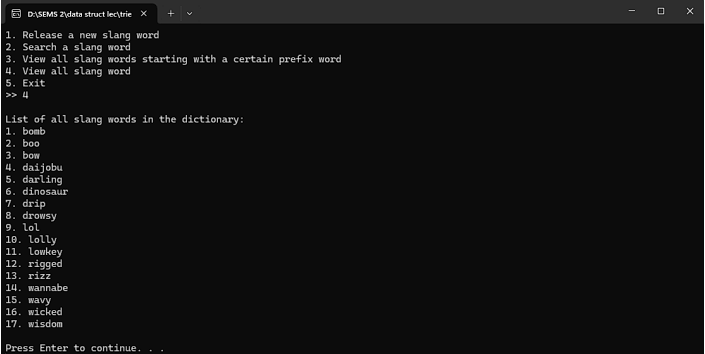 D:\SEMS 2\data struct lec\trie
1. Release a new slang word
2. Search a slang word
3. View all slang words starting with a certain prefix word
4. View all slang word
5. Exit
>> 4
List of all slang words in the dictionary:
1. bomb
2. boo
3. bow
4. daijobu
5. darling
6. dinosaur
7. drip
8. drowsy
9. lol
10. lolly
11. lowkey
12. rigged
13. rizz
14. wannabe
15. wavy
16. wicked
17. wisdom
Press Enter to continue. . .